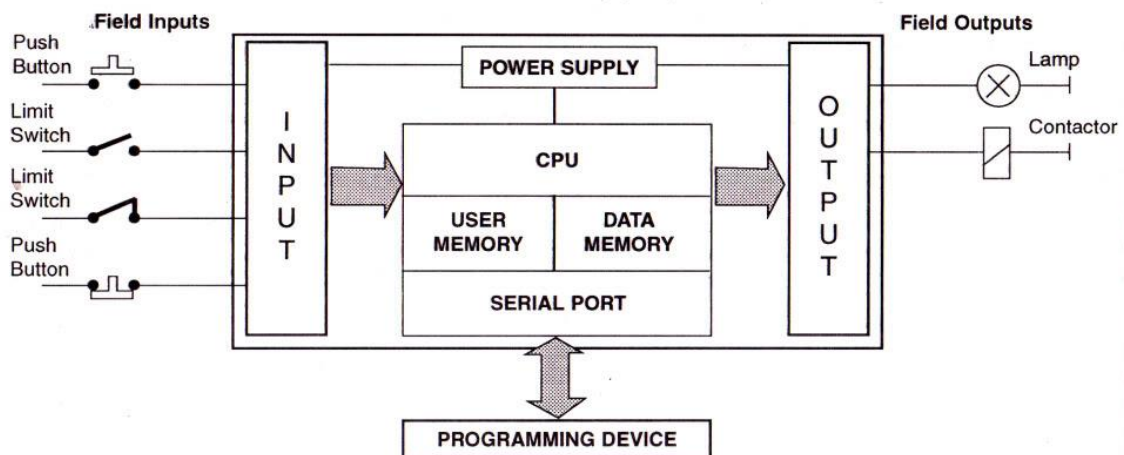 Field Inputs
Push
Button
Limit
Switch
Limit
Switch
Push
Button
INPUT
POWER SUPPLY
CPU
USER
MEMORY
DATA
MEMORY
SERIAL PORT
OUTPUT
Field Outputs
Lamp
Contactor
PROGRAMMING DEVICE